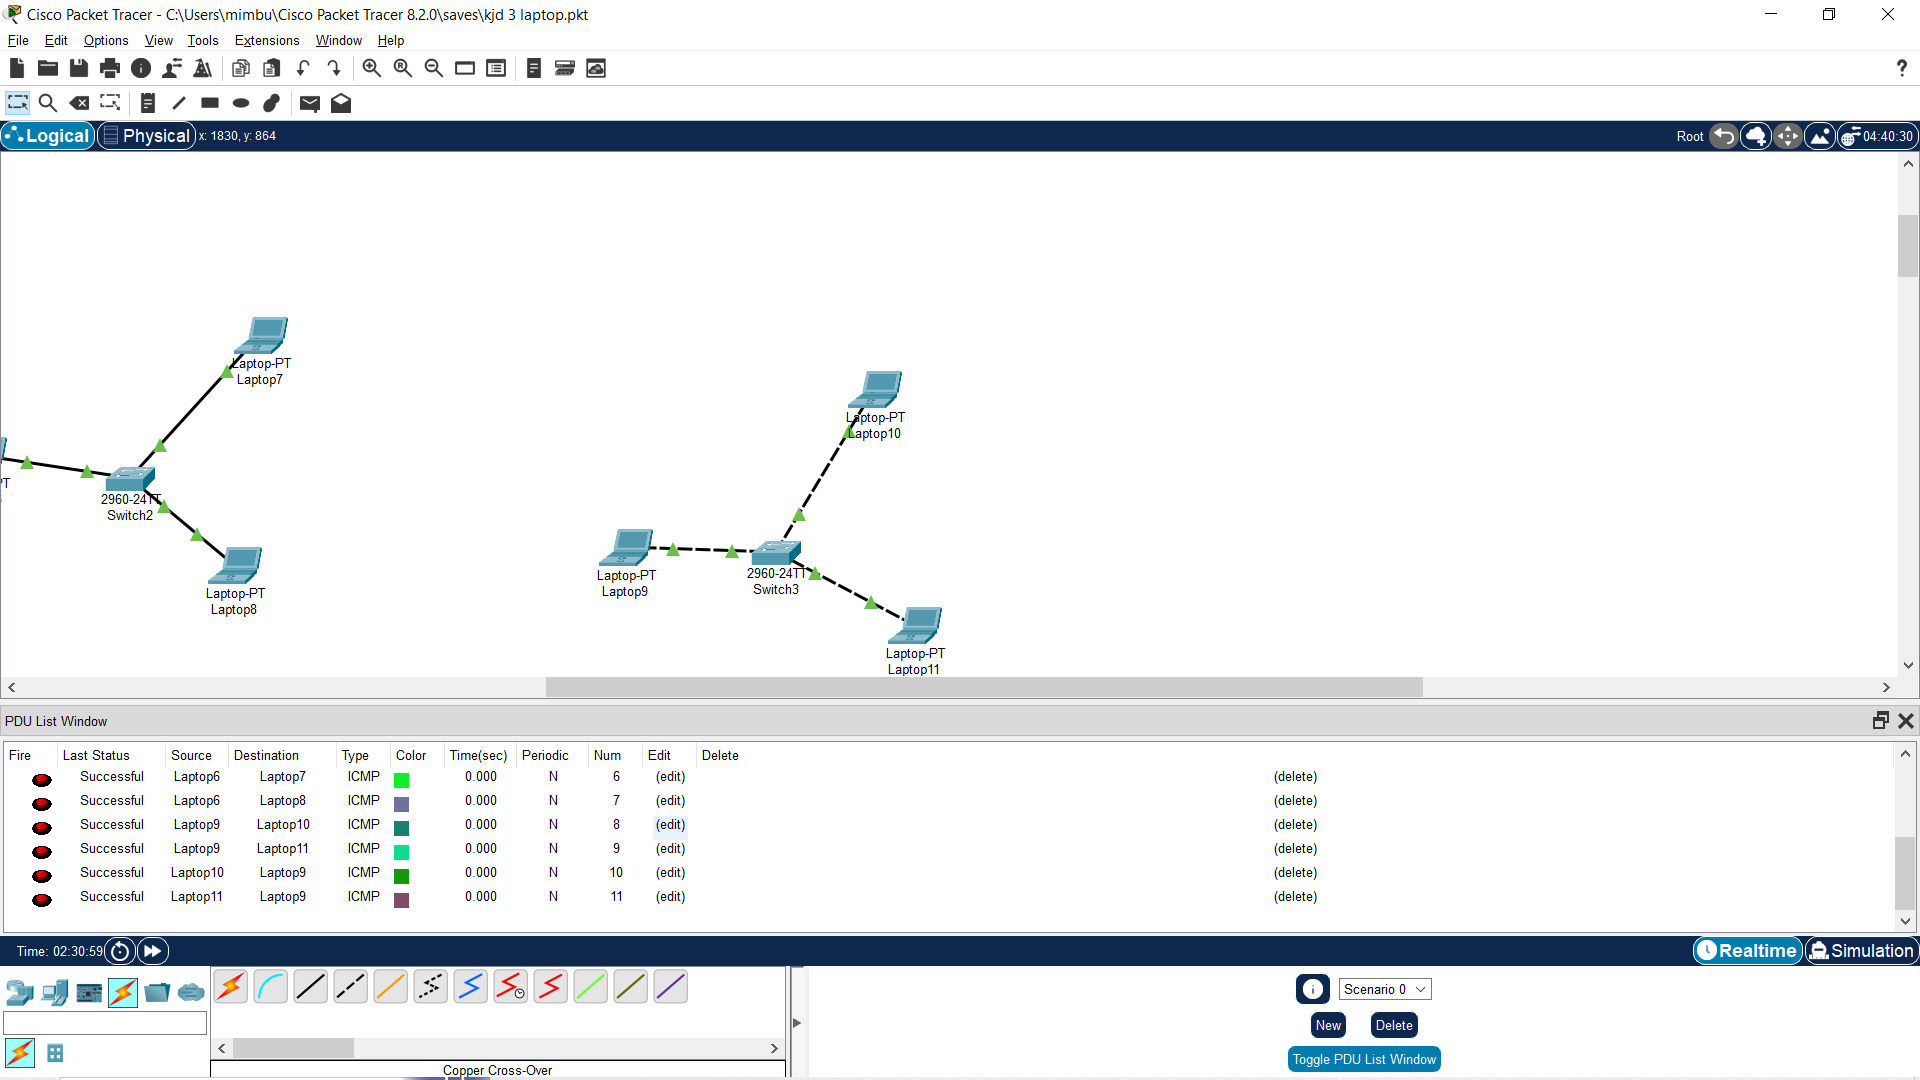 Cisco Packet Tracer - C:\Users\mimbu\Cisco Packet Tracer 8.2.0\saves\kjd 3 laptop.pkt
File Edit Options View Tools Extensions Window Help
?
Logical Physical x: 1830, y: 864 Root 04:40:30
Laptop-PT
Laptop7
Laptop-PT
Laptop10
2960-24TT
Switch2
Laptop-PT
Laptop8
Laptop-PT
Laptop9
2960-24TT
Switch3
Laptop-PT
Laptop11
PDU List Window
Fire Last Status Source Destination Type Color Time(sec) Periodic Num Edit Delete
Successful Laptop6 Laptop7 ICMP 0.000 N 6 (edit) (delete)
Successful Laptop6 Laptop8 ICMP 0.000 N 7 (edit) (delete)
Successful Laptop9 Laptop10 ICMP 0.000 N 8 (edit) (delete)
Successful Laptop9 Laptop11 ICMP 0.000 N 9 (edit) (delete)
Successful Laptop10 Laptop9 ICMP 0.000 N 10 (edit) (delete)
Successful Laptop11 Laptop9 ICMP 0.000 N 11 (edit) (delete)
Time: 02:30:59 Realtime Simulation
Scenario 0
New Delete
Toggle PDU List Window
Copper Cross-Over